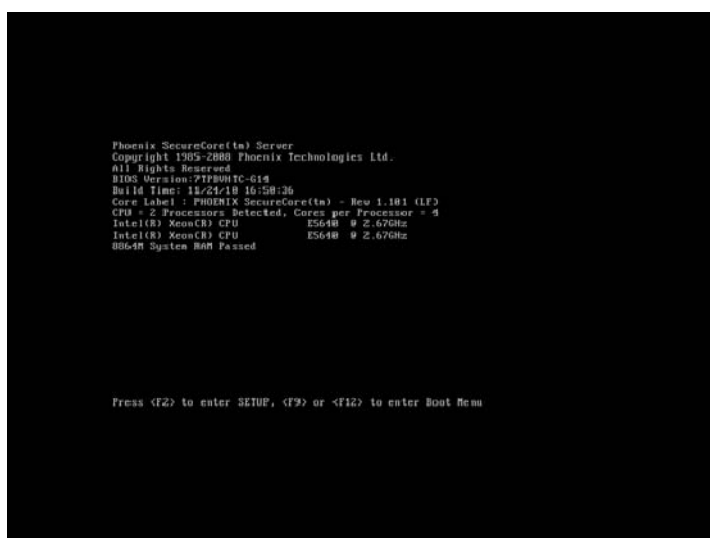 Phoenix SecureCore(tm) Server
Copyright 1985-2008 Phoenix Technologies Ltd.
All Rights Reserved
BIOS Version:7TPBVHTC-G14
Build Time: 11/24/10 16:50:36
Core Label : PHOENIX SecureCore(tm) - Rev 1.101 (LF)
CPU = 2 Processors Detected, Cores per Processor = 4
Intel(R) Xeon(R) CPU E5640 @ 2.67GHz
Intel(R) Xeon(R) CPU E5640 @ 2.67GHz
8864M System RAM Passed
Press <F2> to enter SETUP, <F9> or <F12> to enter Boot Menu